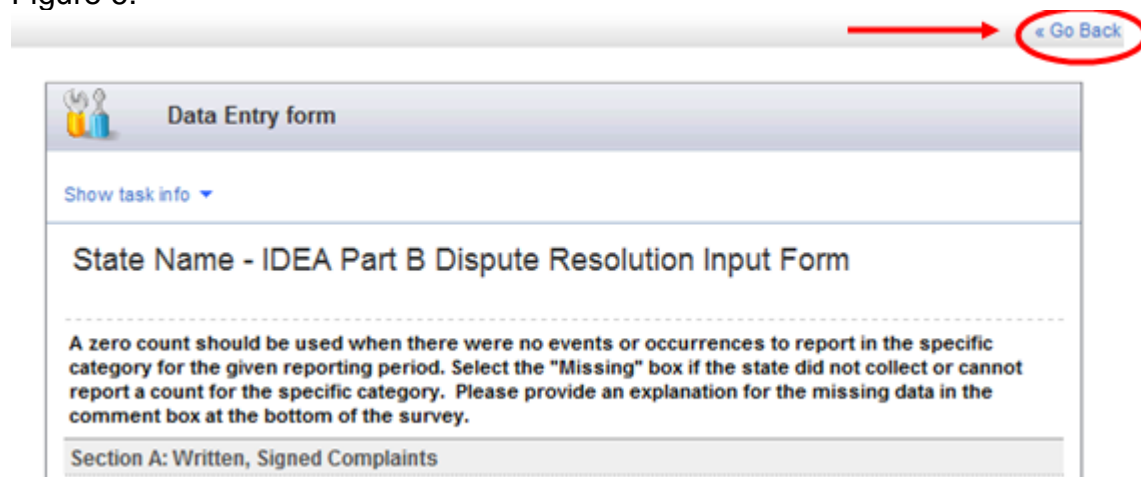 « Go Back
Data Entry form
Show task info
State Name - IDEA Part B Dispute Resolution Input Form
A zero count should be used when there were no events or occurrences to report in the specific
category for the given reporting period. Select the "Missing" box if the state did not collect or cannot
report a count for the specific category.  Please provide an explanation for the missing data in the
comment box at the bottom of the survey.
Section A: Written, Signed Complaints